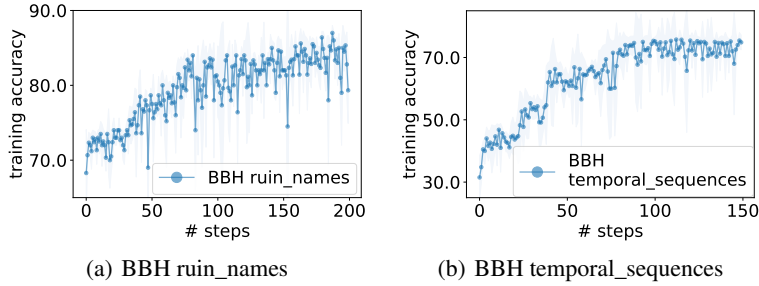 90.0
80.0
70.0
training accuracy
BBH ruin_names
0
50
100
150
200
# steps
(a) BBH ruin_names
70.0
50.0
30.0
training accuracy
BBH
temporal_sequences
0
50
100
150
# steps
(b) BBH temporal_sequences